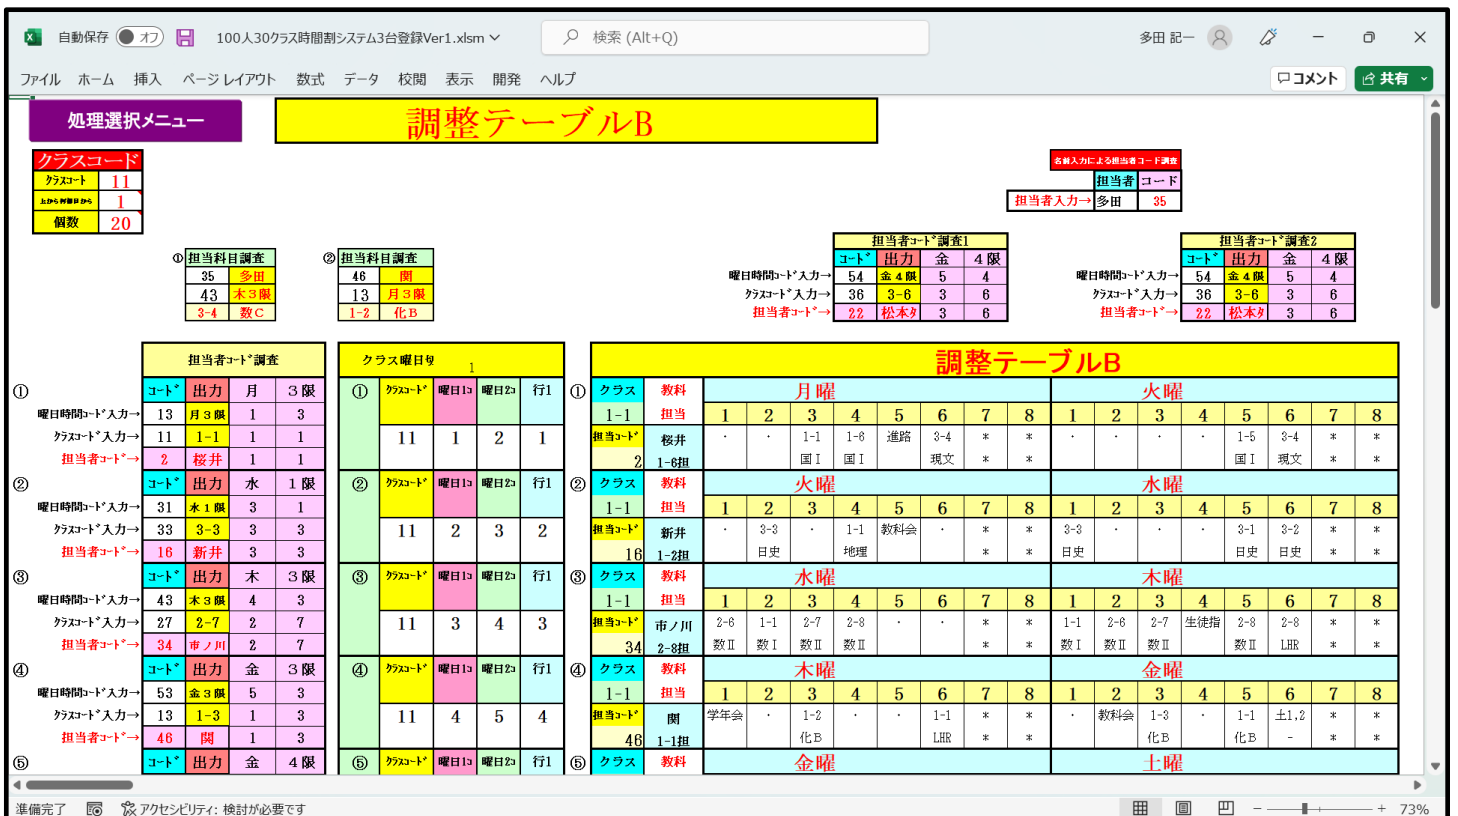 自動保存 オフ 100人30クラス時間割システム3台登録Ver1.xlsm 検索 (Alt+Q) 多田 記一
ファイル ホーム 挿入 ページ レイアウト 数式 データ 校閲 表示 開発 ヘルプ コメント 共有
処理選択メニュー 調整テーブルB
クラスコード
クラスコート 11
上から何番目から 1
個数 20
名前入力による担当者コード調査
担当者 コード
担当者入力→ 多田 35
① 担当科目調査
35 多田
43 木3限
3-4 数C
② 担当科目調査
46 関
13 月3限
1-2 化B
担当者コード調査1
コード 出力 金 4限
曜日時間コード入力→ 54 金4限 5 4
クラスコード入力→ 36 3-6 3 6
担当者コード→ 22 松本タ 3 6
担当者コード調査2
コード 出力 金 4限
曜日時間コード入力→ 54 金4限 5 4
クラスコード入力→ 36 3-6 3 6
担当者コード→ 22 松本タ 3 6
担当者コード調査
① コード 出力 月 3限
曜日時間コード入力→ 13 月3限 1 3
クラスコード入力→ 11 1-1 1 1
担当者コード→ 2 桜井 1 1
② コード 出力 水 1限
曜日時間コード入力→ 31 水1限 3 1
クラスコード入力→ 33 3-3 3 3
担当者コード→ 16 新井 3 3
③ コード 出力 木 3限
曜日時間コード入力→ 43 木3限 4 3
クラスコード入力→ 27 2-7 2 7
担当者コード→ 34 市ノ川 2 7
④ コード 出力 金 3限
曜日時間コード入力→ 53 金3限 5 3
クラスコード入力→ 13 1-3 1 3
担当者コード→ 46 関 1 3
⑤ コード 出力 金 4限
クラス曜日毎 1
① クラスコード 曜日1コ 曜日2コ 行1
11 1 2 1
② クラスコード 曜日1コ 曜日2コ 行1
11 2 3 2
③ クラスコード 曜日1コ 曜日2コ 行1
11 3 4 3
④ クラスコード 曜日1コ 曜日2コ 行1
11 4 5 4
⑤ クラスコード 曜日1コ 曜日2コ 行1
調整テーブルB
① クラス 教科 月曜 火曜
1-1 担当 1 2 3 4 5 6 7 8 1 2 3 4 5 6 7 8
担当コード 桜井 ・ ・ 1-1 1-6 進路 3-4 * * ・ ・ ・ ・ 1-5 3-4 * *
2 1-6担 国Ⅰ 国Ⅰ 現文 * * 国Ⅰ 現文 * *
② クラス 教科 火曜 水曜
1-1 担当 1 2 3 4 5 6 7 8 1 2 3 4 5 6 7 8
担当コード 新井 ・ 3-3 ・ 1-1 教科会 ・ * * 3-3 ・ ・ ・ 3-1 3-2 * *
16 1-2担 日史 地理 * * 日史 日史 日史 * *
③ クラス 教科 水曜 木曜
1-1 担当 1 2 3 4 5 6 7 8 1 2 3 4 5 6 7 8
担当コード 市ノ川 2-6 1-1 2-7 2-8 ・ ・ * * 1-1 2-6 2-7 生徒指 2-8 2-8 * *
34 2-8担 数Ⅱ 数Ⅰ 数Ⅱ 数Ⅱ * * 数Ⅰ 数Ⅱ 数Ⅱ 数Ⅱ LHR * *
④ クラス 教科 木曜 金曜
1-1 担当 1 2 3 4 5 6 7 8 1 2 3 4 5 6 7 8
担当コード 関 学年会 ・ 1-2 ・ ・ 1-1 * * ・ 教科会 1-3 ・ 1-1 土1,2 * *
46 1-1担 化B LHR * * 化B 化B - * *
⑤ クラス 教科 金曜 土曜
準備完了 アクセシビリティ: 検討が必要です 73%